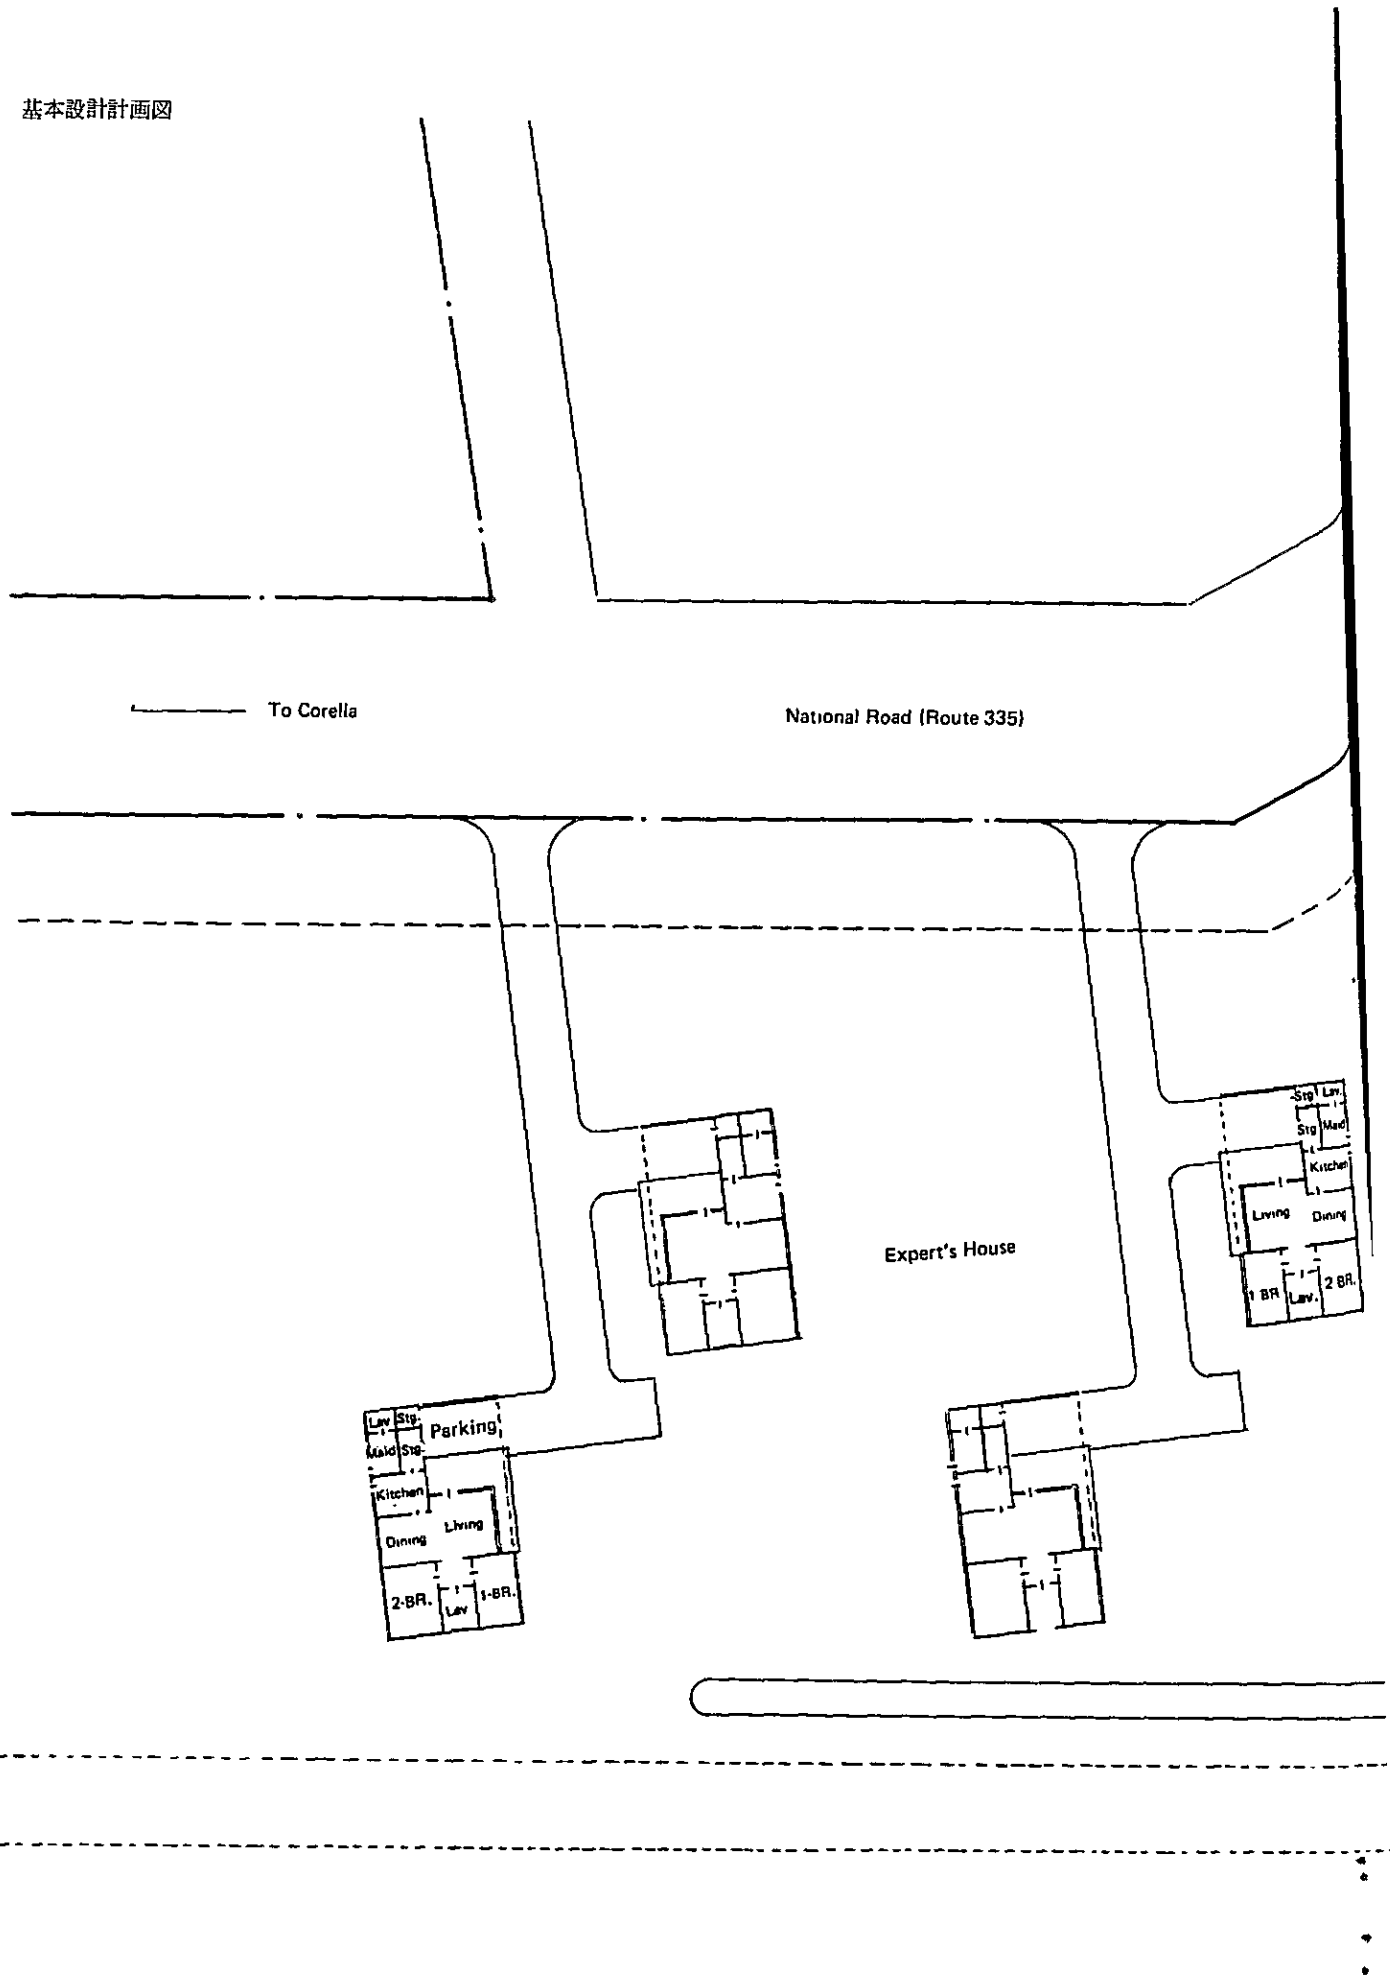 基本設計計画図
To Corella
National Road (Route 335)
-Stg
Lav.
Stg
Maid
Kitchen
Living
Dining
1 BR
Lav.
2 BR.
Expert's House
Lav
Stg.
Parking
Maid
Stg-
Kitchen
Dining
Living
2-BR.
Lav
1-BR.